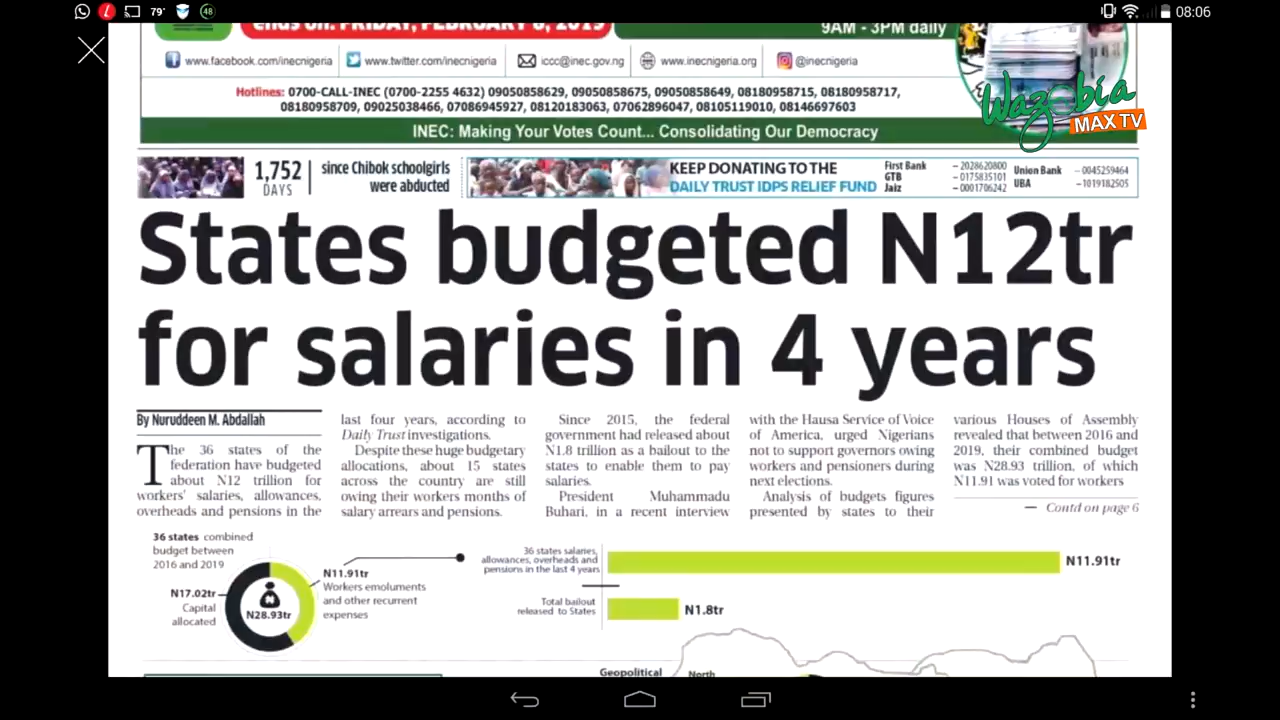 79°
48
08:06
ends on: FRIDAY, FEBRUARY 8, 2019
9AM - 3PM daily
www.facebook.com/inecnigeria
www.twitter.com/inecnigeria
iccc@inec.gov.ng
www.inecnigeria.org
@inecnigeria
Hotlines: 0700-CALL-INEC (0700-2255 4632) 09050858629, 09050858675, 09050858649, 08180958715, 08180958717,
08180958709, 09025038466, 07086945927, 08120183063, 07062896047, 08105119010, 08146697603
Wazobia
MAX TV
INEC: Making Your Votes Count... Consolidating Our Democracy
1,752
DAYS
since Chibok schoolgirls
were abducted
KEEP DONATING TO THE
DAILY TRUST IDPS RELIEF FUND
First Bank – 2028620800
GTB – 0175835101
Jaiz – 0001706242
Union Bank – 0045259464
UBA – 1019182505
States budgeted N12tr
for salaries in 4 years
By Nuruddeen M. Abdallah
The 36 states of the
federation have budgeted
about N12 trillion for
workers' salaries, allowances,
overheads and pensions in the
last four years, according to
Daily Trust investigations.
Despite these huge budgetary
allocations, about 15 states
across the country are still
owing their workers months of
salary arrears and pensions.
Since 2015, the federal
government had released about
N1.8 trillion as a bailout to the
states to enable them to pay
salaries.
President Muhammadu
Buhari, in a recent interview
with the Hausa Service of Voice
of America, urged Nigerians
not to support governors owing
workers and pensioners during
next elections.
Analysis of budgets figures
presented by states to their
various Houses of Assembly
revealed that between 2016 and
2019, their combined budget
was N28.93 trillion, of which
N11.91 was voted for workers
— Contd on page 6
36 states combined
budget between
2016 and 2019
N17.02tr
Capital
allocated
N28.93tr
N11.91tr
Workers emoluments
and other recurrent
expenses
36 states salaries,
allowances, overheads and
pensions in the last 4 years
N11.91tr
Total bailout
released to States
N1.8tr
Geopolitical
North